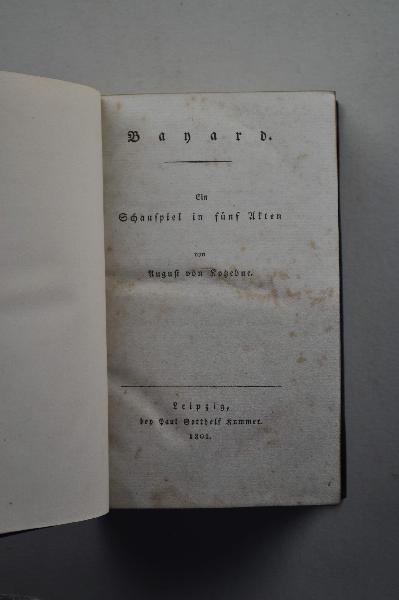 Bayard.
Ein
Schauspiel in fünf Akten
von
August von Kotzebue.
Leipzig,
bey Paul Gotthelf Kummer.
1801.